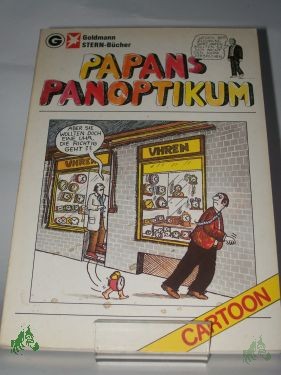 G
Goldmann
STERN-Bücher
PAPANS
PANOPTIKUM
ABER SIE
WOLLTEN DOCH
EINE UHR,
DIE RICHTIG
GEHT!!
UHREN
UHREN
CARTOON